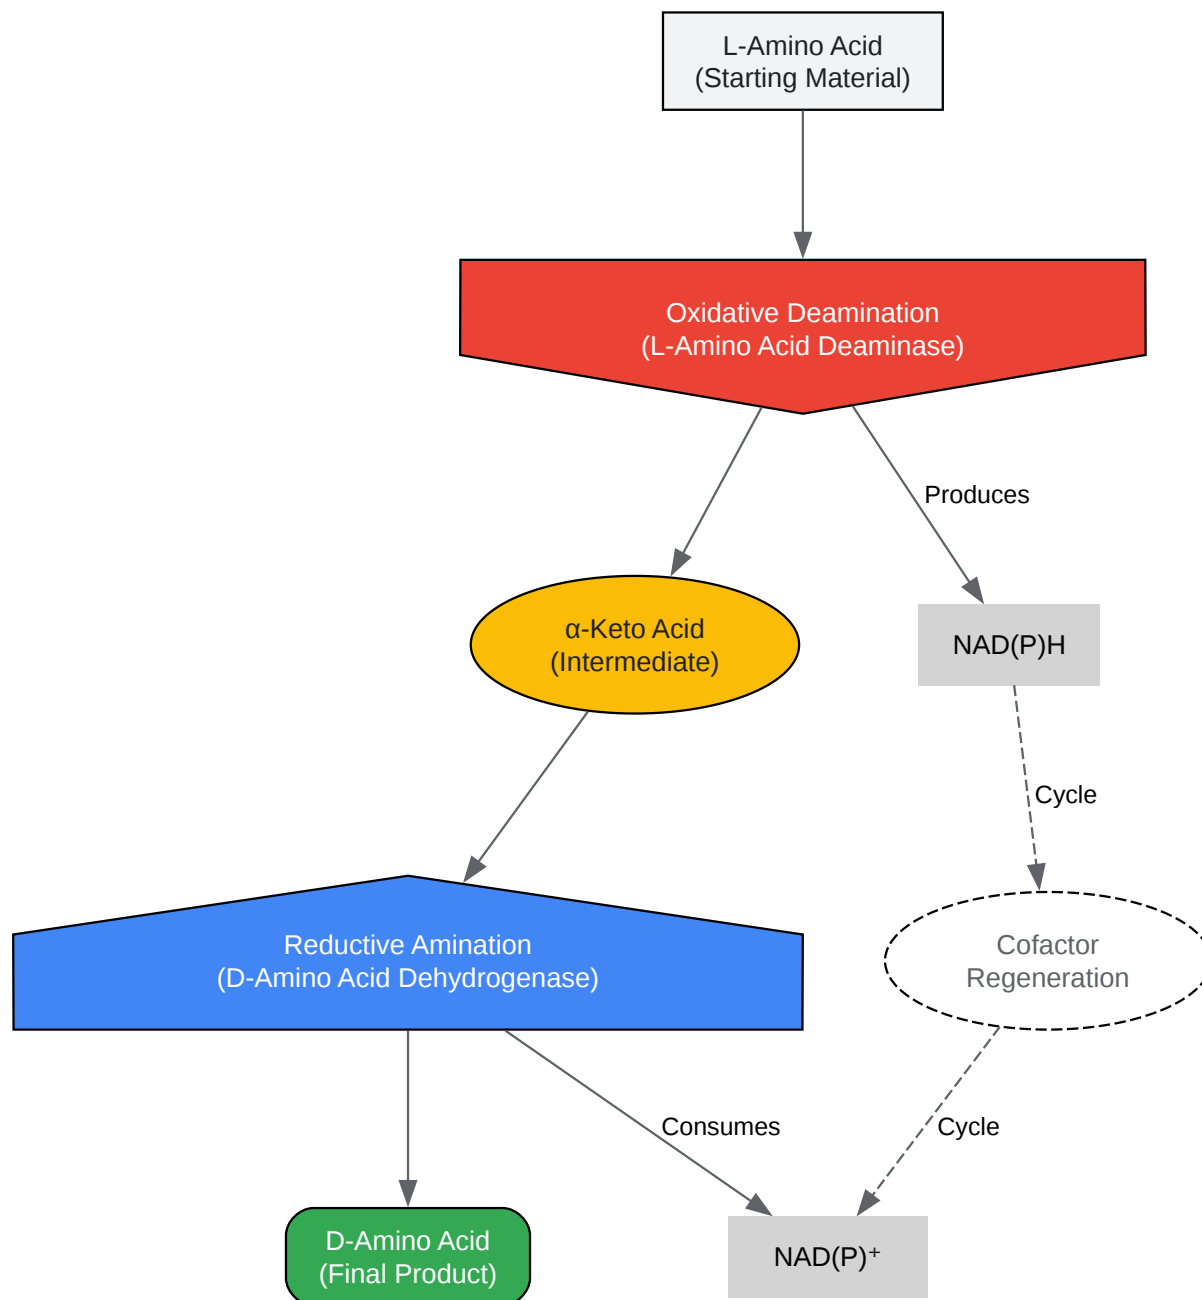 L-Amino Acid
(Starting Material)
Oxidative Deamination
(L-Amino Acid Deaminase)
Produces
α-Keto Acid
(Intermediate)
NAD(P)H
Cycle
Reductive Amination
(D-Amino Acid Dehydrogenase)
Cofactor
Regeneration
Consumes
Cycle
D-Amino Acid
(Final Product)
NAD(P)⁺